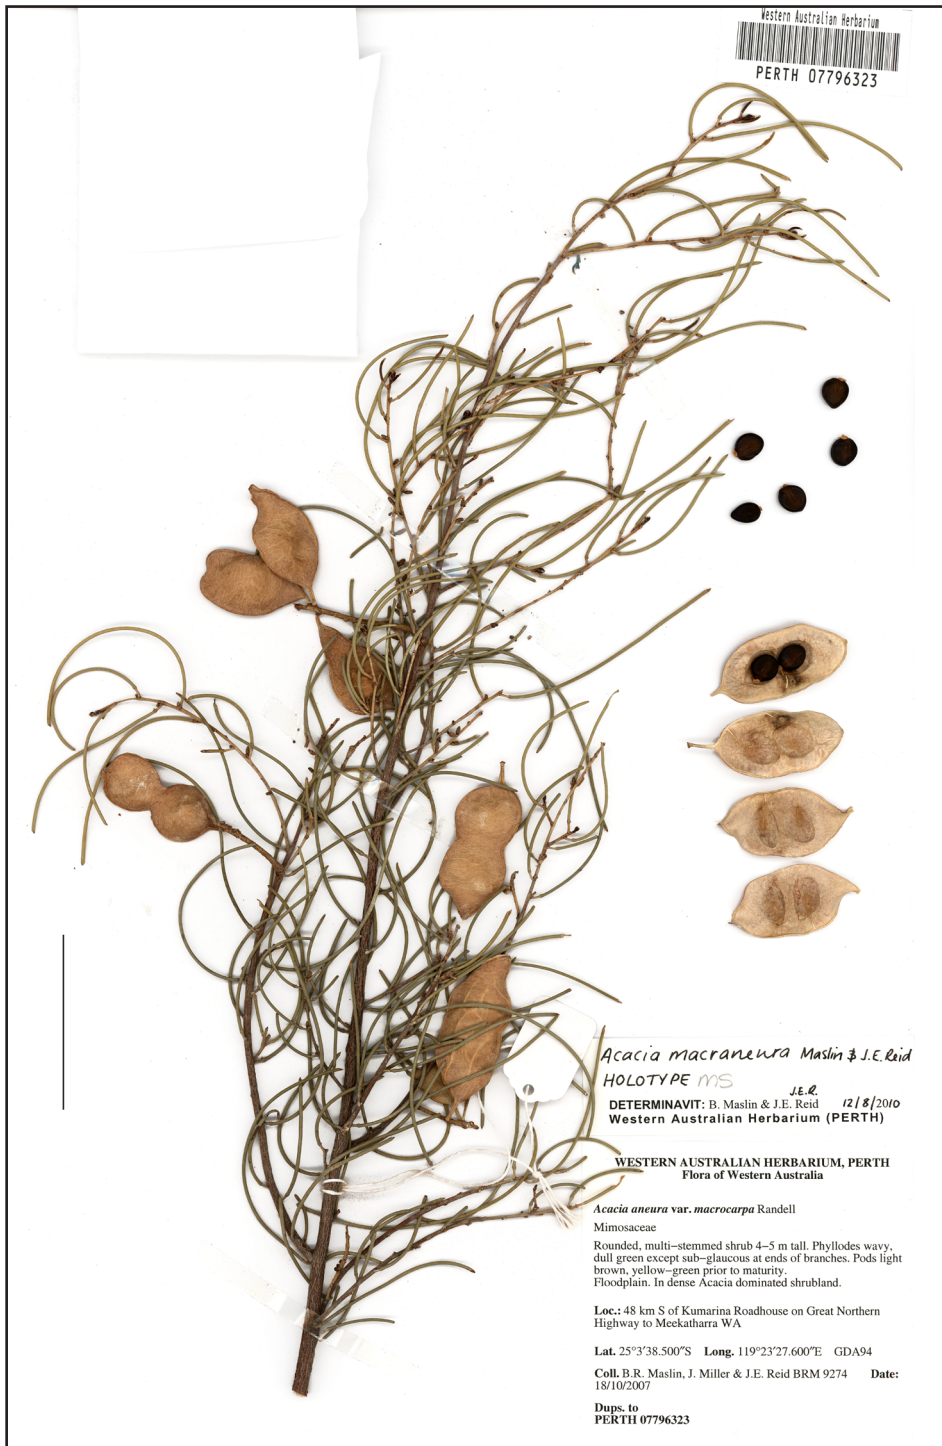 Western Australian Herbarium
PERTH 07796323
Acacia macraneura Maslin & J.E. Reid
HOLOTYPE MS
J.E.R.
DETERMINAVIT: B. Maslin & J.E. Reid 12/8/2010
Western Australian Herbarium (PERTH)
WESTERN AUSTRALIAN HERBARIUM, PERTH
Flora of Western Australia
Acacia aneura var. macrocarpa Randell
Mimosaceae
Rounded, multi-stemmed shrub 4-5 m tall. Phyllodes wavy,
dull green except sub-glaucous at ends of branches. Pods light
brown, yellow-green prior to maturity.
Floodplain. In dense Acacia dominated shrubland.
Loc.: 48 km S of Kumarina Roadhouse on Great Northern
Highway to Meekatharra WA
Lat. 25°3'38.500"S Long. 119°23'27.600"E GDA94
Coll. B.R. Maslin, J. Miller & J.E. Reid BRM 9274 Date:
18/10/2007
Dups. to
PERTH 07796323